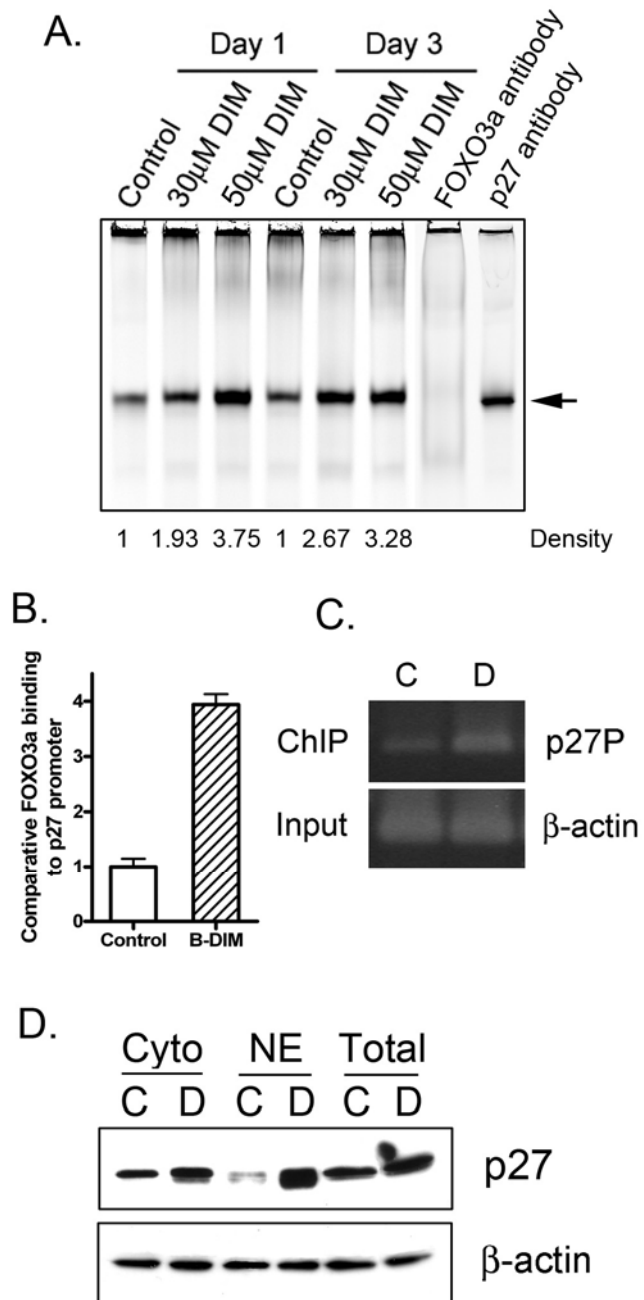 A.
Day 1 Day 3
Control 30µM DIM 50µM DIM Control 30µM DIM 50µM DIM FOXO3a antibody p27 antibody
1 1.93 3.75 1 2.67 3.28 Density
B.
Comparative FOXO3a binding
to p27 promoter
4
3
2
1
0
Control B-DIM
C.
C D
ChIP p27P
Input β-actin
D.
Cyto NE Total
C D C D C D
p27
β-actin